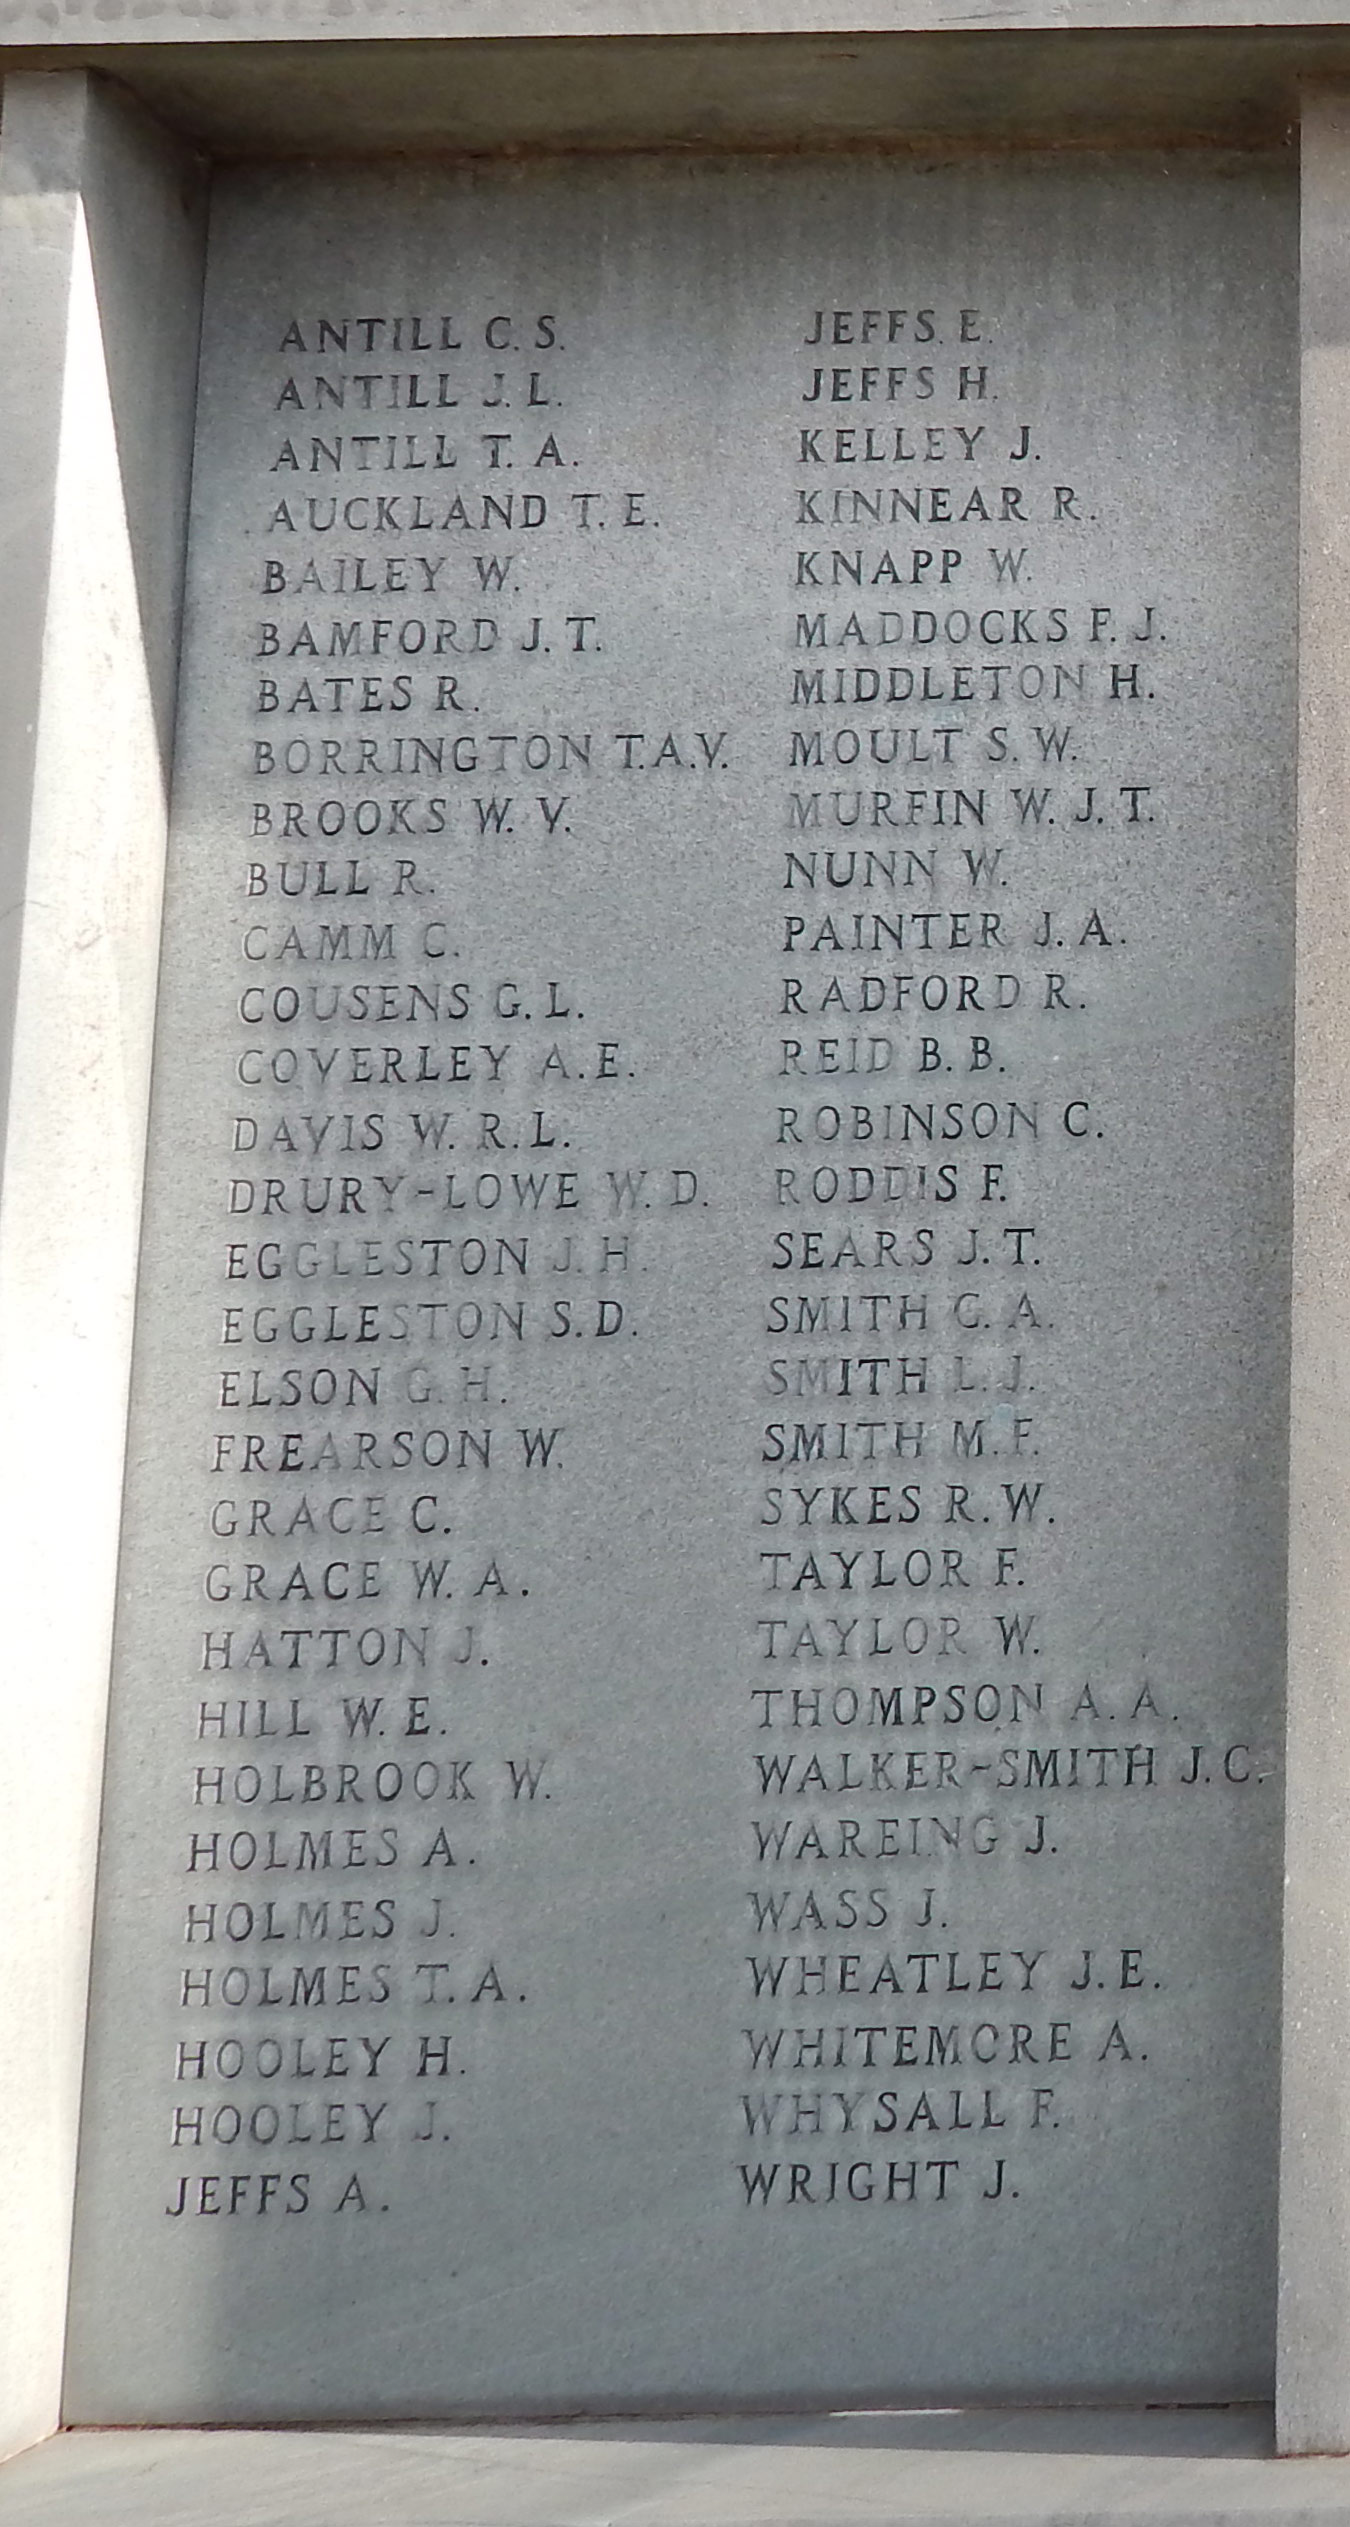 ANTILL C. S.
ANTILL J. L.
ANTILL T. A.
AUCKLAND T. E.
BAILEY W.
BAMFORD J. T.
BATES R.
BORRINGTON T.A.V.
BROOKS W. V.
BULL R.
CAMM C.
COUSENS G. L.
COVERLEY A. E.
DAVIS W. R. L.
DRURY-LOWE W. D.
EGGLESTON J. H.
EGGLESTON S. D.
ELSON G. H.
FREARSON W.
GRACE C.
GRACE W. A.
HATTON J.
HILL W. E.
HOLBROOK W.
HOLMES A.
HOLMES J.
HOLMES T. A.
HOOLEY H.
HOOLEY J.
JEFFS A.
JEFFS E.
JEFFS H.
KELLEY J.
KINNEAR R.
KNAPP W.
MADDOCKS F. J.
MIDDLETON H.
MOULT S. W.
MURFIN W. J. T.
NUNN W.
PAINTER J. A.
RADFORD R.
REID B. B.
ROBINSON C.
RODDIS F.
SEARS J. T.
SMITH G. A.
SMITH L. J.
SMITH M. F.
SYKES R. W.
TAYLOR F.
TAYLOR W.
THOMPSON A. A.
WALKER-SMITH J. C.
WAREING J.
WASS J.
WHEATLEY J. E.
WHITEMORE A.
WHYSALL F.
WRIGHT J.